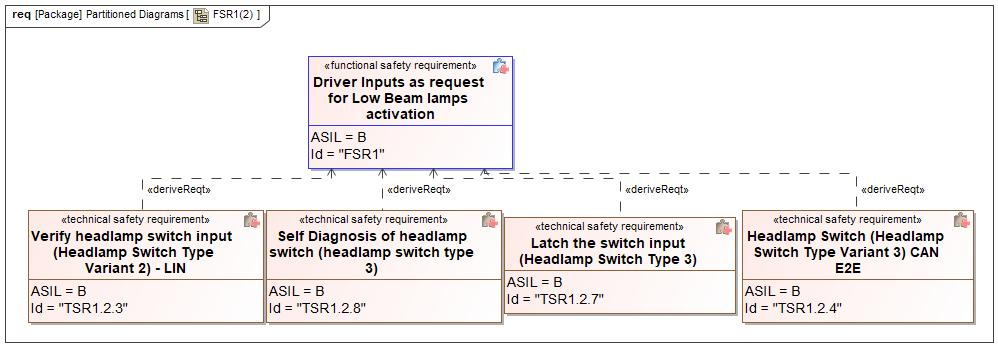 req [Package] Partitioned Diagrams [ FSR1(2) ]
«functional safety requirement»
Driver Inputs as request
for Low Beam lamps
activation
ASIL = B
Id = "FSR1"
«deriveReqt»
«deriveReqt»
«deriveReqt»
«deriveReqt»
«technical safety requirement»
Verify headlamp switch input
(Headlamp Switch Type
Variant 2) - LIN
ASIL = B
Id = "TSR1.2.3"
«technical safety requirement»
Self Diagnosis of headlamp
switch (headlamp switch type
3)
ASIL = B
Id = "TSR1.2.8"
«technical safety requirement»
Latch the switch input
(Headlamp Switch Type 3)
ASIL = B
Id = "TSR1.2.7"
«technical safety requirement»
Headlamp Switch (Headlamp
Switch Type Variant 3) CAN
E2E
ASIL = B
Id = "TSR1.2.4"